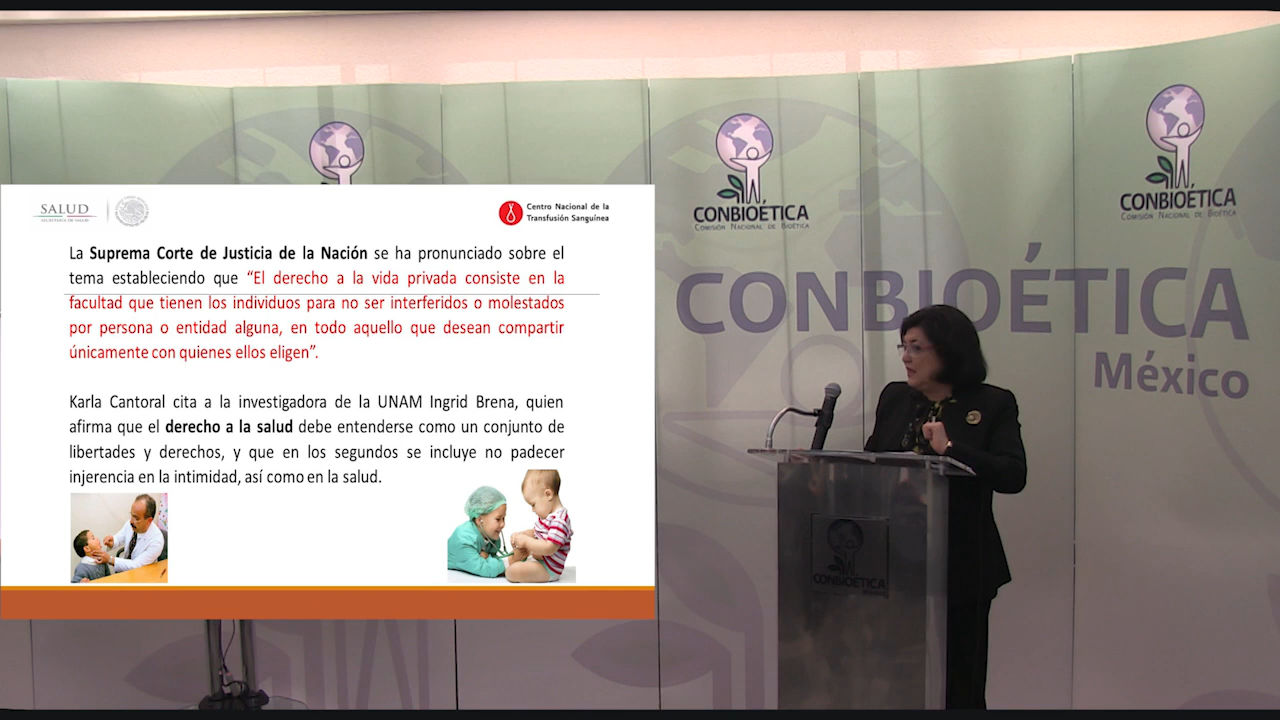 SALUD
SECRETARÍA DE SALUD
Centro Nacional de la
Transfusión Sanguínea
La Suprema Corte de Justicia de la Nación se ha pronunciado sobre el
tema estableciendo que “El derecho a la vida privada consiste en la
facultad que tienen los individuos para no ser interferidos o molestados
por persona o entidad alguna, en todo aquello que desean compartir
únicamente con quienes ellos eligen”.
Karla Cantoral cita a la investigadora de la UNAM Ingrid Brena, quien
afirma que el derecho a la salud debe entenderse como un conjunto de
libertades y derechos, y que en los segundos se incluye no padecer
injerencia en la intimidad, así como en la salud.
CONBIOÉTICA
COMISIÓN NACIONAL DE BIOÉTICA
CONBIOÉTICA
COMISIÓN NACIONAL DE BIOÉTICA
CONBIOÉTICA
México
CONBIOÉTICA